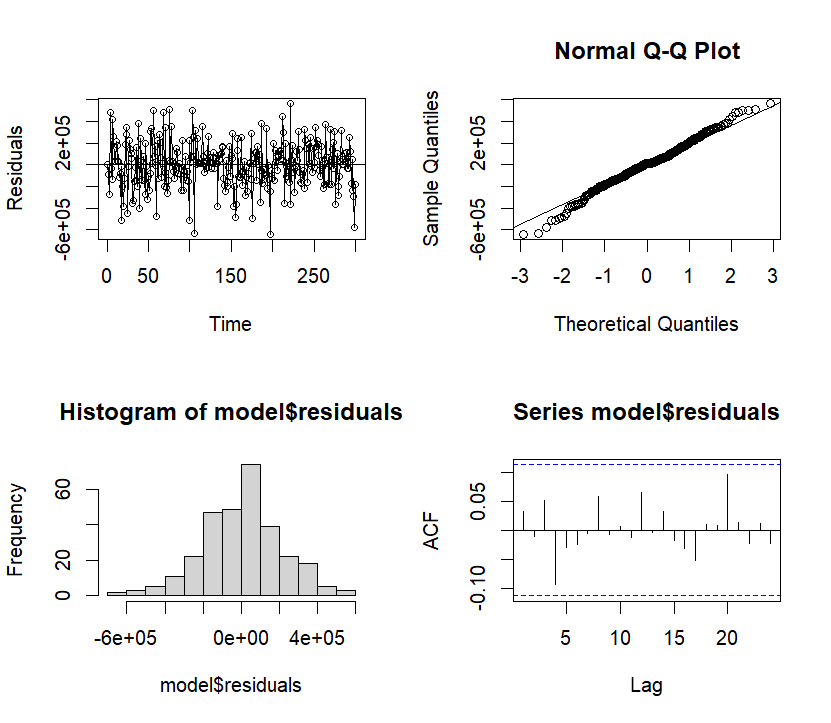 Residuals
-6e+05
2e+05
0
50
150
250
Time
Normal Q-Q Plot
Sample Quantiles
-6e+05
2e+05
-3
-2
-1
0
1
2
3
Theoretical Quantiles
Histogram of model$residuals
Frequency
0
20
60
-6e+05
0e+00
4e+05
model$residuals
Series model$residuals
ACF
-0.10
0.05
5
10
15
20
Lag